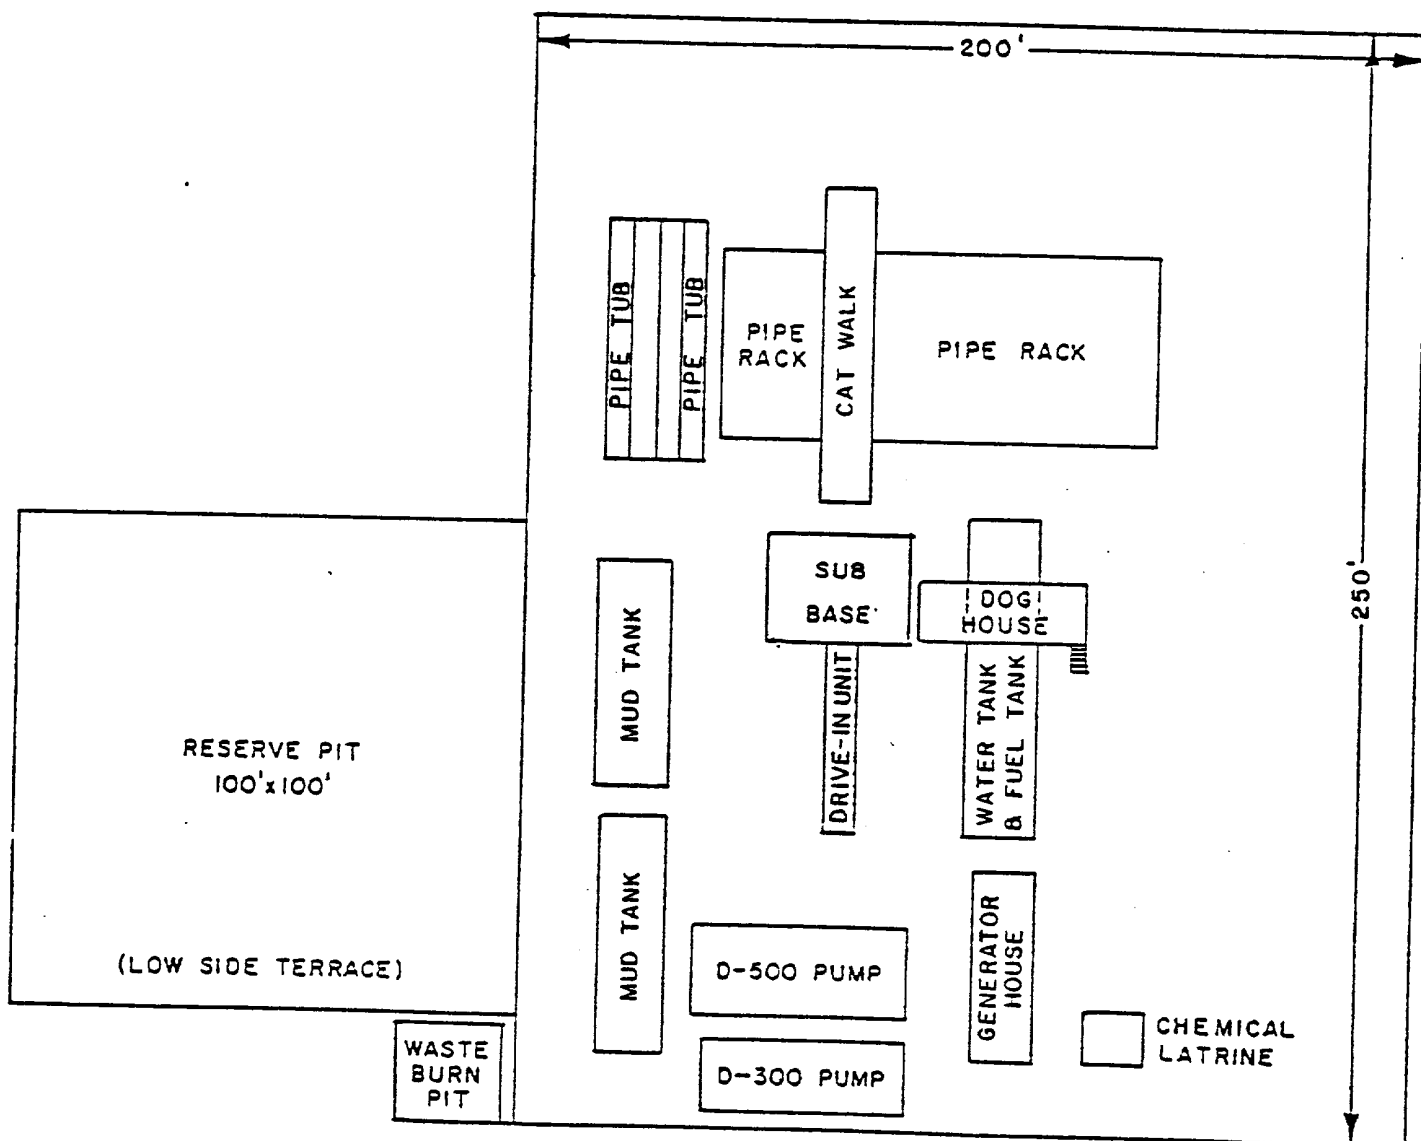 200'
PIPE TUB
PIPE TUB
PIPE
RACK
CAT WALK
PIPE RACK
250'
SUB
BASE
DOG
HOUSE
MUD TANK
DRIVE-IN UNIT
WATER TANK
& FUEL TANK
RESERVE PIT
100'x100'
(LOW SIDE TERRACE)
MUD TANK
D-500 PUMP
GENERATOR
HOUSE
CHEMICAL
LATRINE
WASTE
BURN
PIT
D-300 PUMP